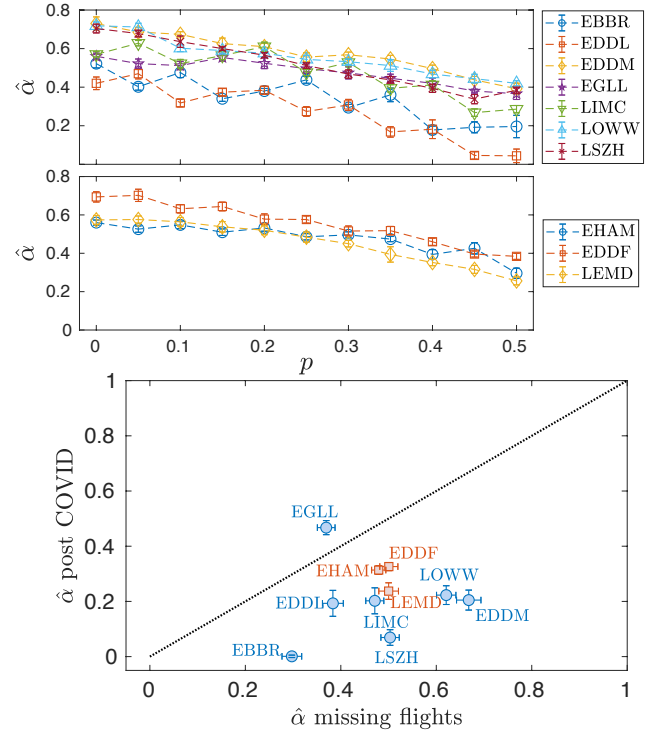 0.8
0.6
0.4
0.2
0
α̂
EBBR
EDDL
EDDM
EGLL
LIMC
LOWW
LSZH
0.8
0.6
0.4
0.2
0
α̂
EHAM
EDDF
LEMD
0 0.1 0.2 0.3 0.4 0.5
p
1
0.8
0.6
0.4
0.2
0
α̂ post COVID
EGLL
EDDF
EHAM
LOWW
EDDL
LEMD
EDDM
LIMC
EBBR
LSZH
0 0.2 0.4 0.6 0.8 1
α̂ missing flights